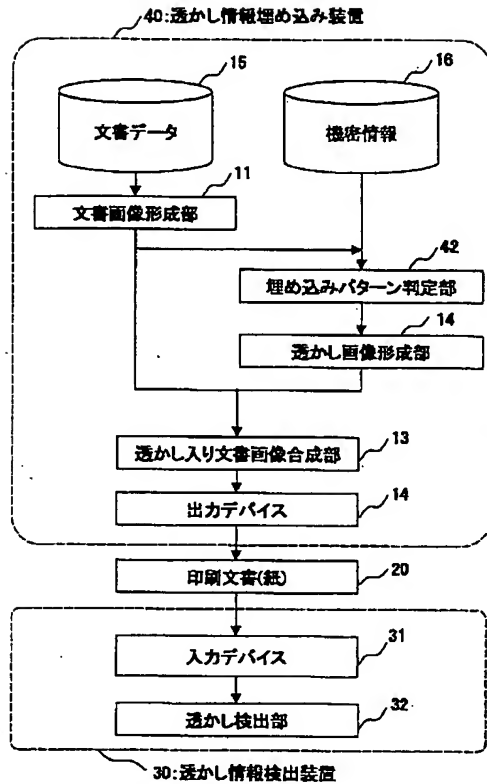 40:透かし情報埋め込み装置
15
16
文書データ
機密情報
11
文書画像形成部
42
埋め込みパターン判定部
14
透かし画像形成部
13
透かし入り文書画像合成部
14
出力デバイス
20
印刷文書(紙)
31
入力デバイス
32
透かし検出部
30:透かし情報検出装置